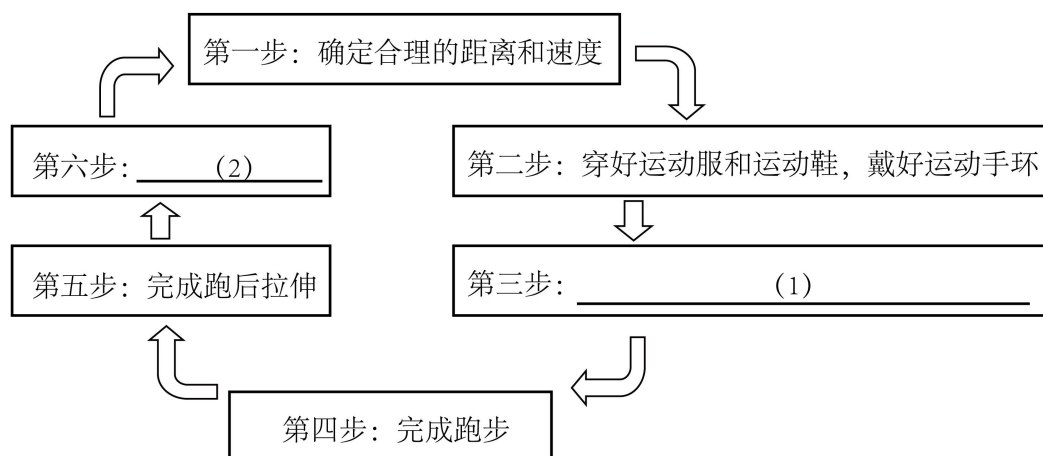 第一步：确定合理的距离和速度
第二步：穿好运动服和运动鞋，戴好运动手环
第三步：（1）
第四步：完成跑步
第五步：完成跑后拉伸
第六步：（2）